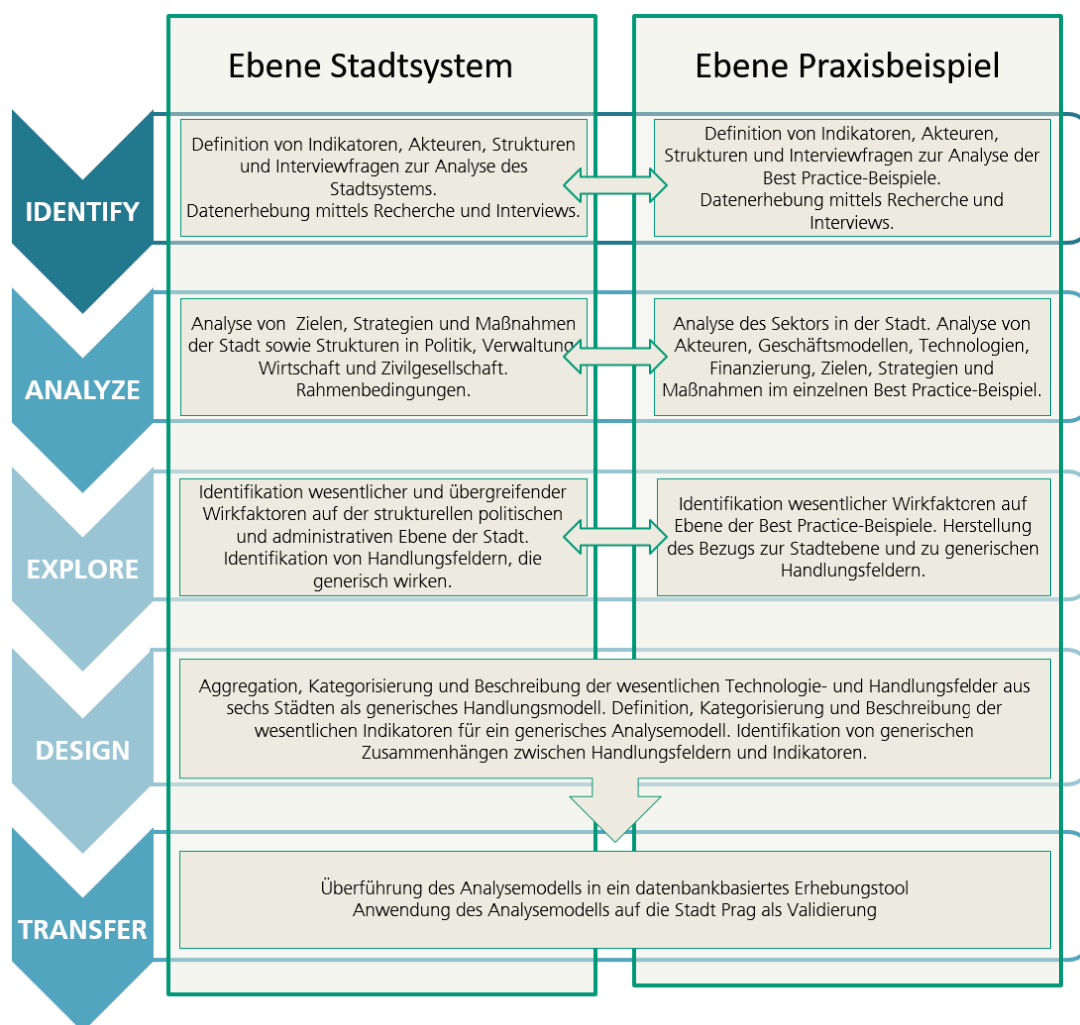 Ebene Stadtsystem
Ebene Praxisbeispiel
IDENTIFY
Definition von Indikatoren, Akteuren, Strukturen
und Interviewfragen zur Analyse des
Stadtsystems.
Datenerhebung mittels Recherche und Interviews.
Definition von Indikatoren, Akteuren,
Strukturen und Interviewfragen zur Analyse der
Best Practice-Beispiele.
Datenerhebung mittels Recherche und
Interviews.
ANALYZE
Analyse von Zielen, Strategien und Maßnahmen
der Stadt sowie Strukturen in Politik, Verwaltung
Wirtschaft und Zivilgesellschaft.
Rahmenbedingungen.
Analyse des Sektors in der Stadt. Analyse von
Akteuren, Geschäftsmodellen, Technologien,
Finanzierung, Zielen, Strategien und
Maßnahmen im einzelnen Best Practice-Beispiel.
EXPLORE
Identifikation wesentlicher und übergreifender
Wirkfaktoren auf der strukturellen politischen
und administrativen Ebene der Stadt.
Identifikation von Handlungsfeldern, die
generisch wirken.
Identifikation wesentlicher Wirkfaktoren auf
Ebene der Best Practice-Beispiele. Herstellung
des Bezugs zur Stadtebene und zu generischen
Handlungsfeldern.
DESIGN
Aggregation, Kategorisierung und Beschreibung der wesentlichen Technologie- und Handlungsfelder aus
sechs Städten als generisches Handlungsmodell. Definition, Kategorisierung und Beschreibung der
wesentlichen Indikatoren für ein generisches Analysemodell. Identifikation von generischen
Zusammenhängen zwischen Handlungsfeldern und Indikatoren.
TRANSFER
Überführung des Analysemodells in ein datenbankbasiertes Erhebungstool
Anwendung des Analysemodells auf die Stadt Prag als Validierung